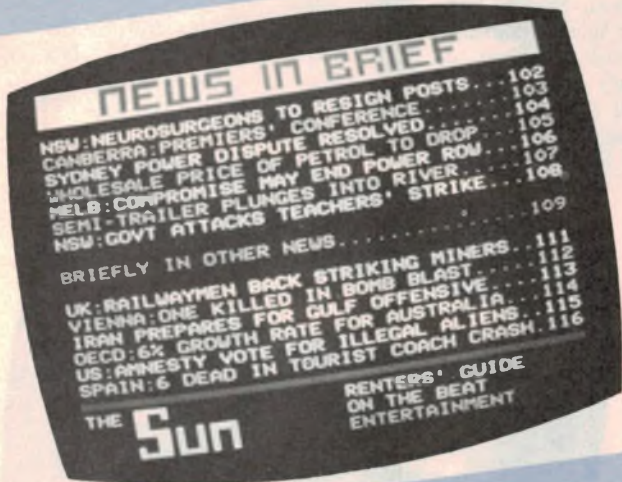 NEWS IN BRIEF
NSW:NEUROSURGEONS TO RESIGN POSTS...102
CANBERRA:PREMIERS' CONFERENCE.......103
SYDNEY POWER DISPUTE RESOLVED.......104
WHOLESALE PRICE OF PETROL TO DROP...105
MELB:COMPROMISE MAY END POWER ROW...106
SEMI-TRAILER PLUNGES INTO RIVER.....107
NSW:GOVT ATTACKS TEACHERS' STRIKE...108
BRIEFLY IN OTHER NEWS...............109
UK:RAILWAYMEN BACK STRIKING MINERS..111
VIENNA:ONE KILLED IN BOMB BLAST.....112
IRAN PREPARES FOR GULF OFFENSIVE....113
OECD:6% GROWTH RATE FOR AUSTRALIA...114
US:AMNESTY VOTE FOR ILLEGAL ALIENS..115
SPAIN:6 DEAD IN TOURIST COACH CRASH.116
THE Sun
RENTERS' GUIDE
ON THE BEAT
ENTERTAINMENT